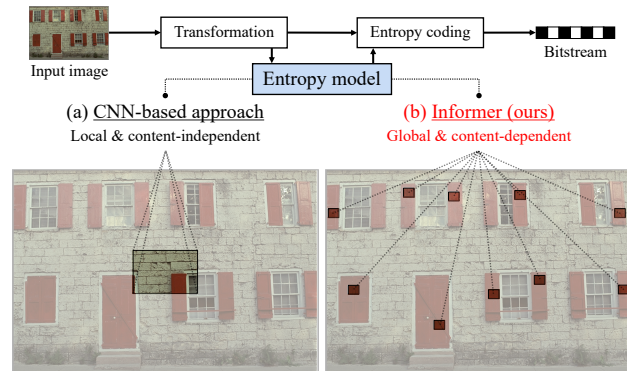 Input image
Transformation
Entropy coding
Bitstream
Entropy model
(a) CNN-based approach
Local & content-independent
(b) Informer (ours)
Global & content-dependent